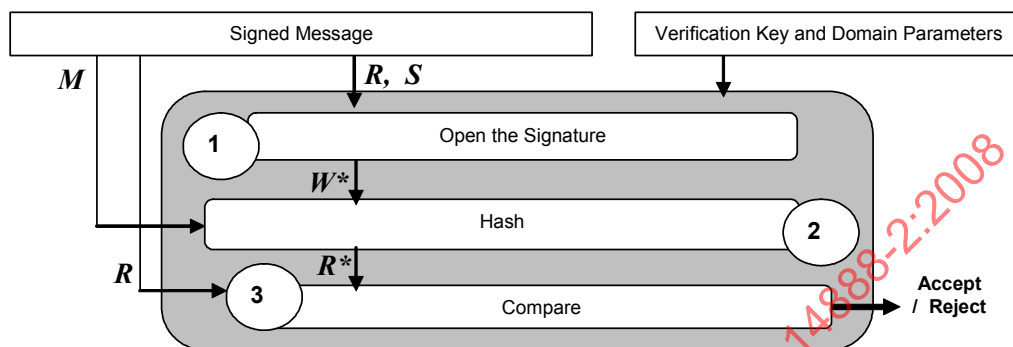 Signed Message
Verification Key and Domain Parameters
M
R, S
1
Open the Signature
W*
Hash
2
R*
R
3
Compare
Accept
/ Reject
14888-2:2008